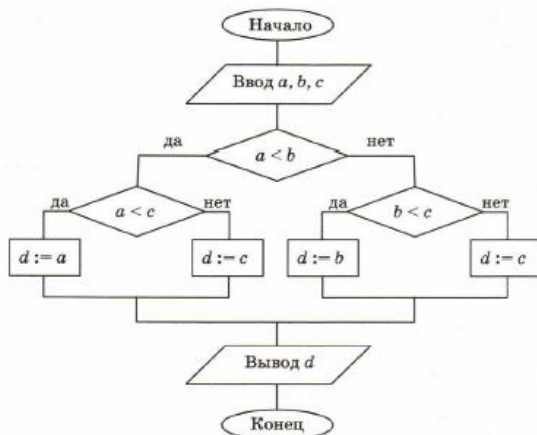 Начало
Ввод a, b, c
да a < b нет
да a < c нет да b < c нет
d := a d := c d := b d := c
Вывод d
Конец